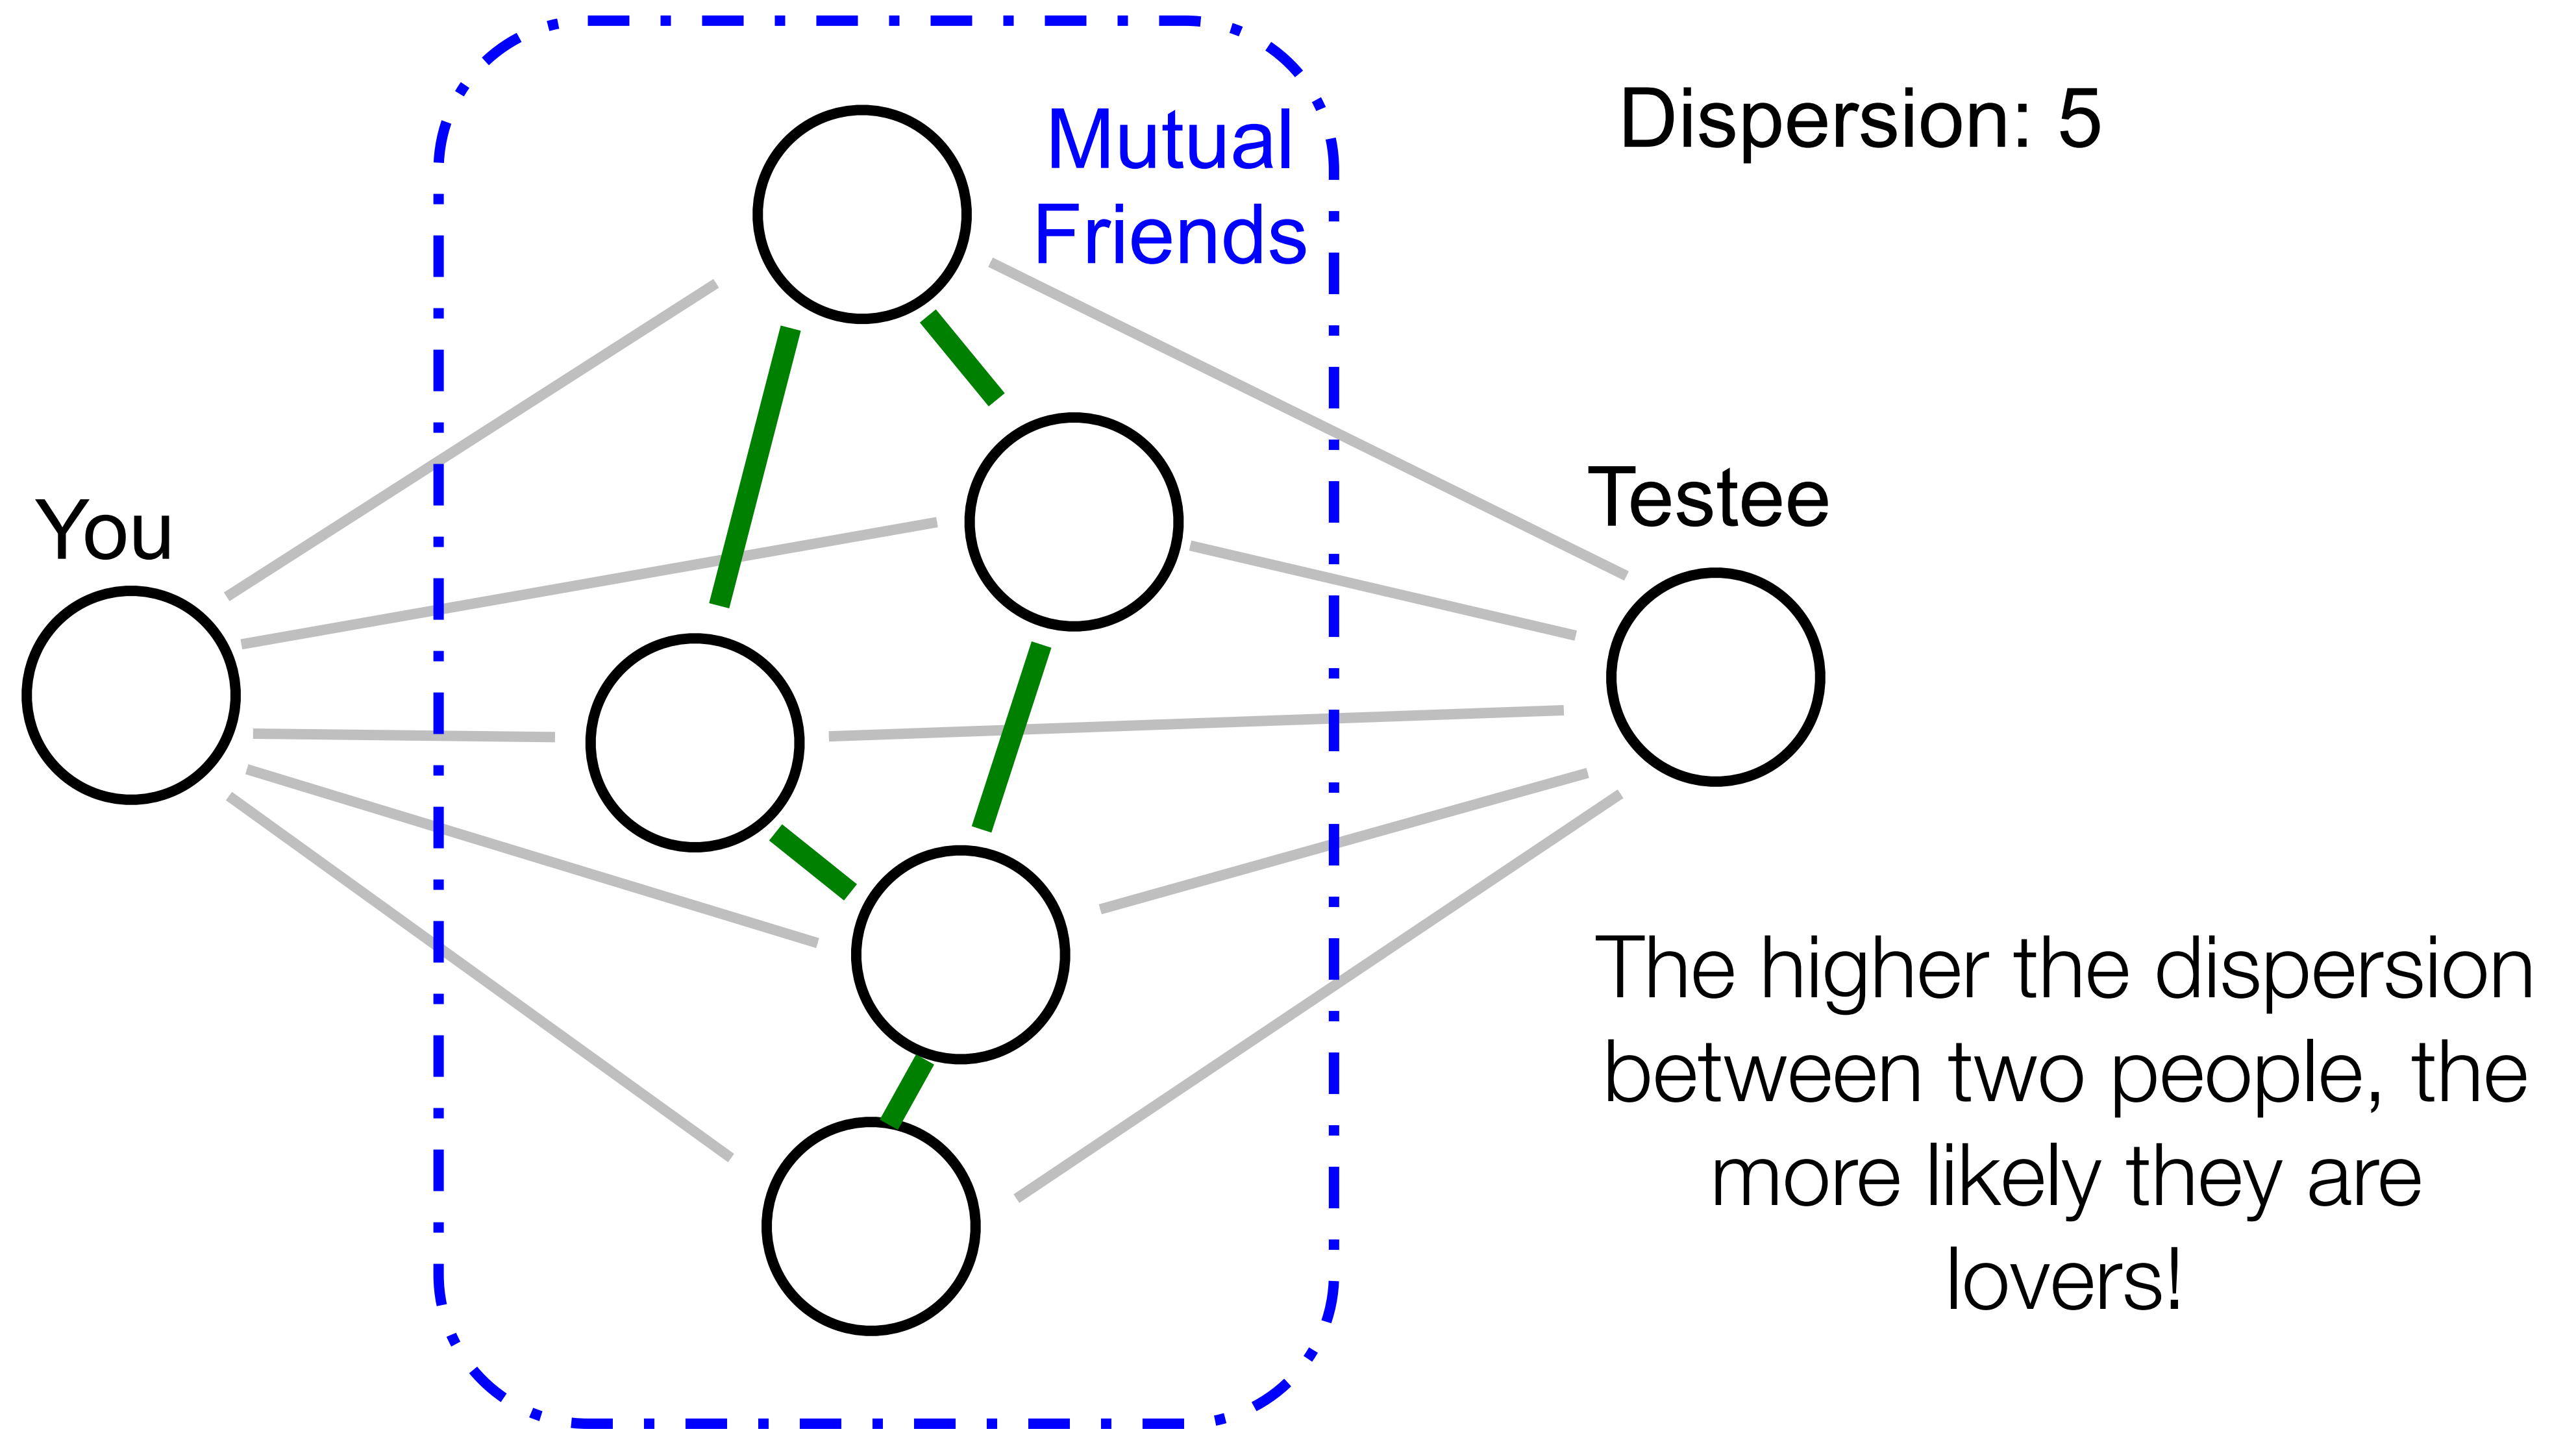 Mutual
Friends
Dispersion: 5
You
Testee
The higher the dispersion
between two people, the
more likely they are
lovers!